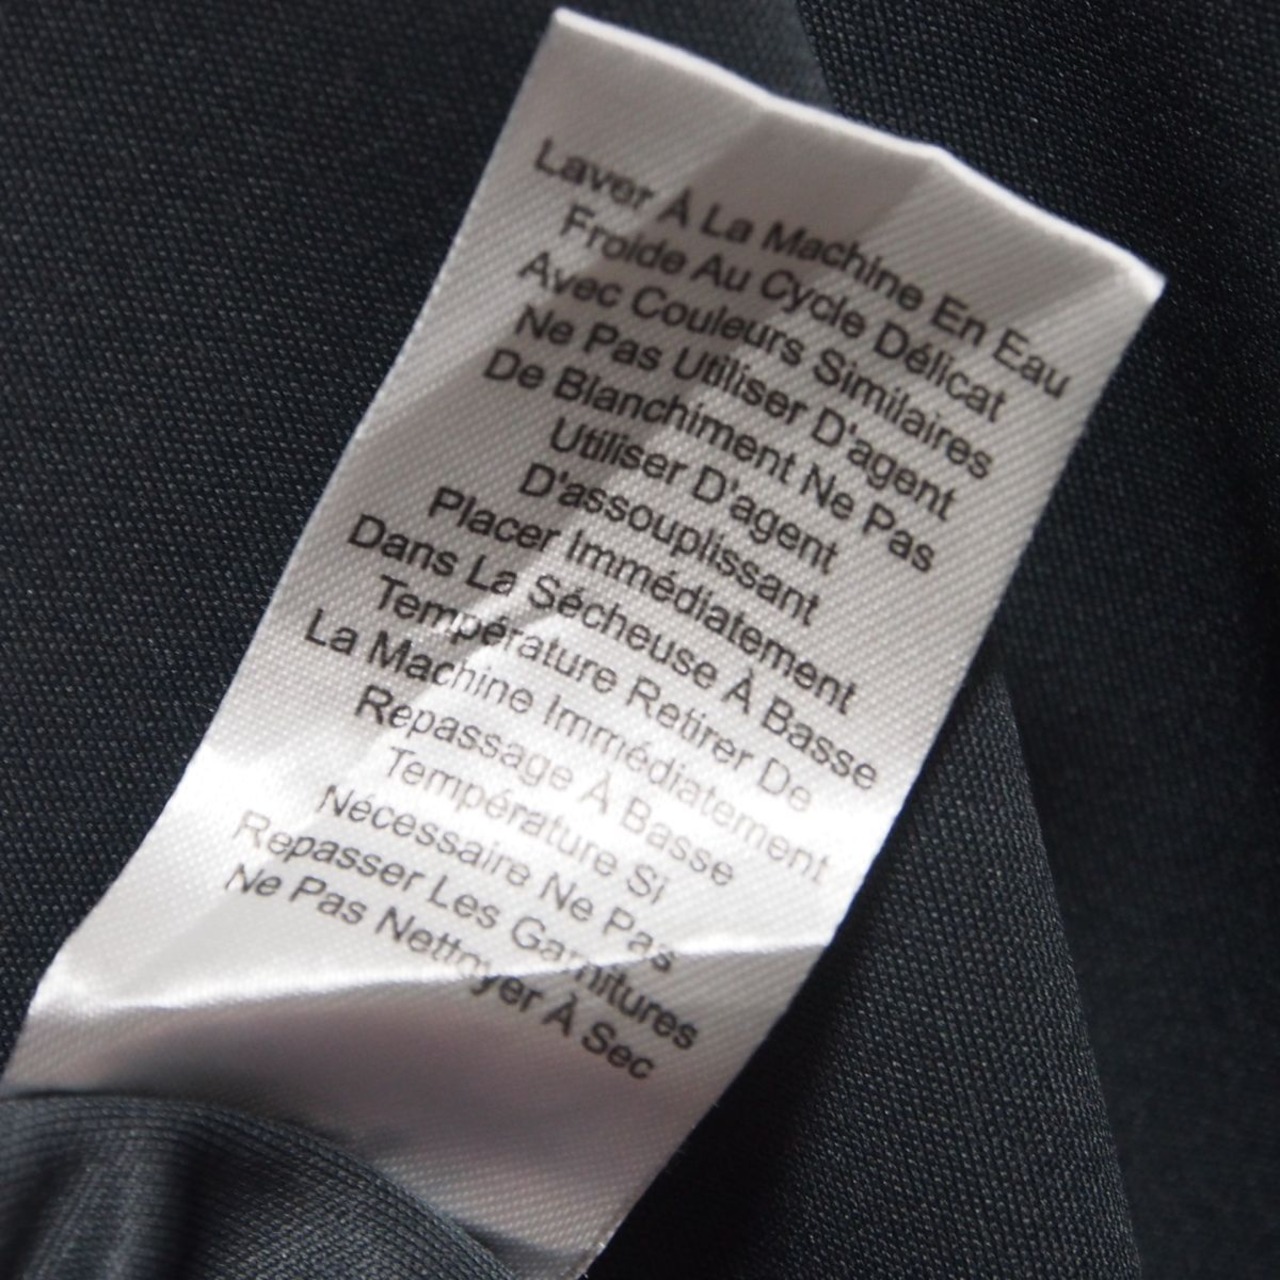 Laver À La Machine En Eau
Froide Au Cycle Délicat
Avec Couleurs Similaires
Ne Pas Utiliser D'agent
De Blanchiment Ne Pas
Utiliser D'agent
D'assouplissant
Placer Immédiatement
Dans La Sécheuse À Basse
Température Retirer De
La Machine Immédiatement
Repassage À Basse
Température Si
Nécessaire Ne Pas
Repasser Les Garnitures
Ne Pas Nettoyer À Sec